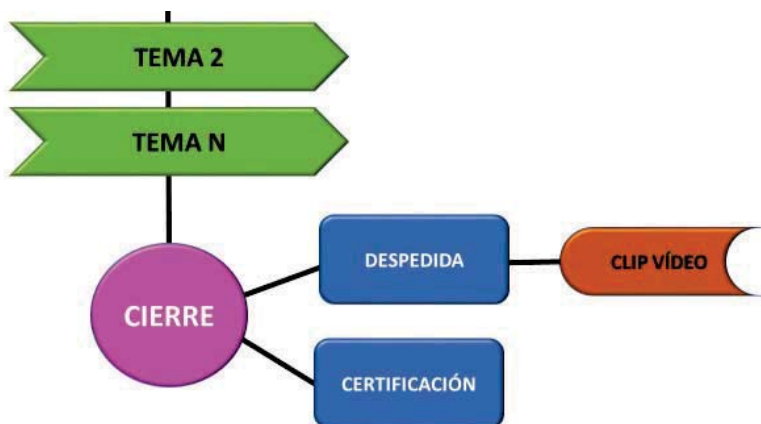 TEMA 2
TEMA N
DESPEDIDA
CLIP VÍDEO
CIERRE
CERTIFICACIÓN